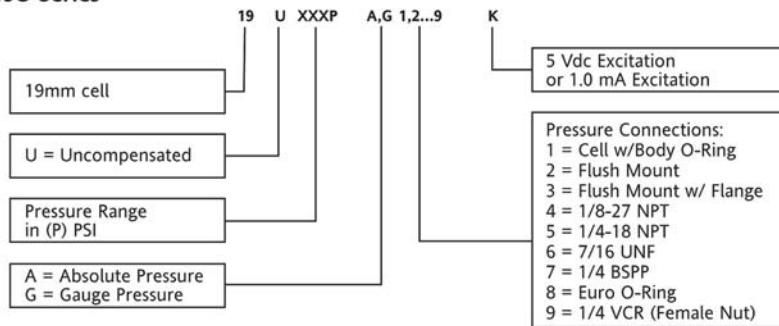 19 U XXXP A,G 1,2...9 K
19mm cell
U = Uncompensated
Pressure Range
in (P) PSI
A = Absolute Pressure
G = Gauge Pressure
5 Vdc Excitation
or 1.0 mA Excitation
Pressure Connections:
1 = Cell w/Body O-Ring
2 = Flush Mount
3 = Flush Mount w/ Flange
4 = 1/8-27 NPT
5 = 1/4-18 NPT
6 = 7/16 UNF
7 = 1/4 BSPP
8 = Euro O-Ring
9 = 1/4 VCR (Female Nut)